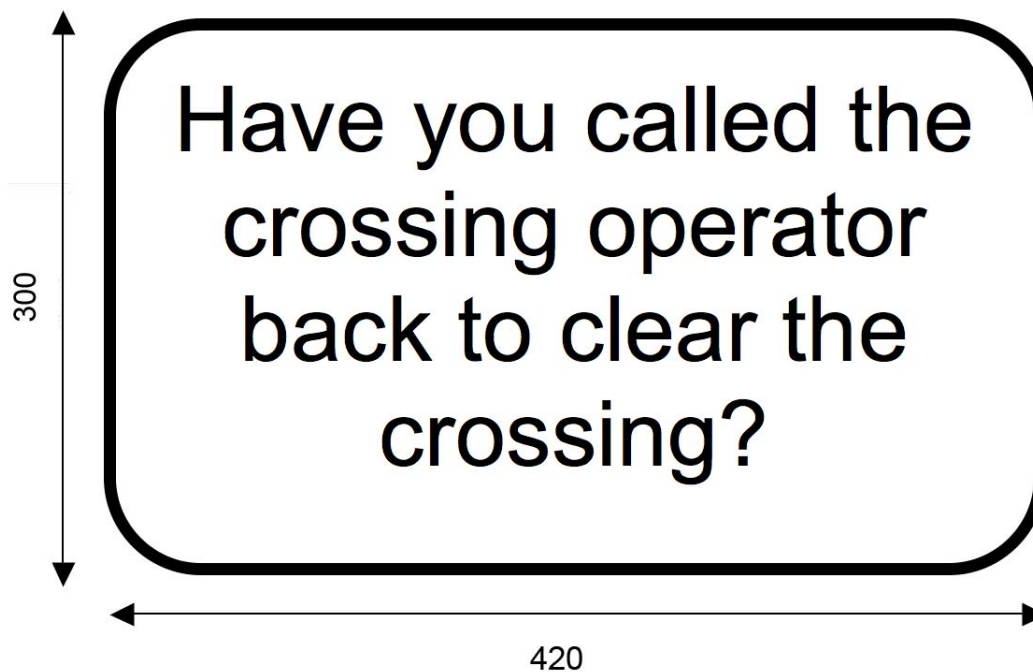 Have you called the
crossing operator
back to clear the
crossing?
300
420